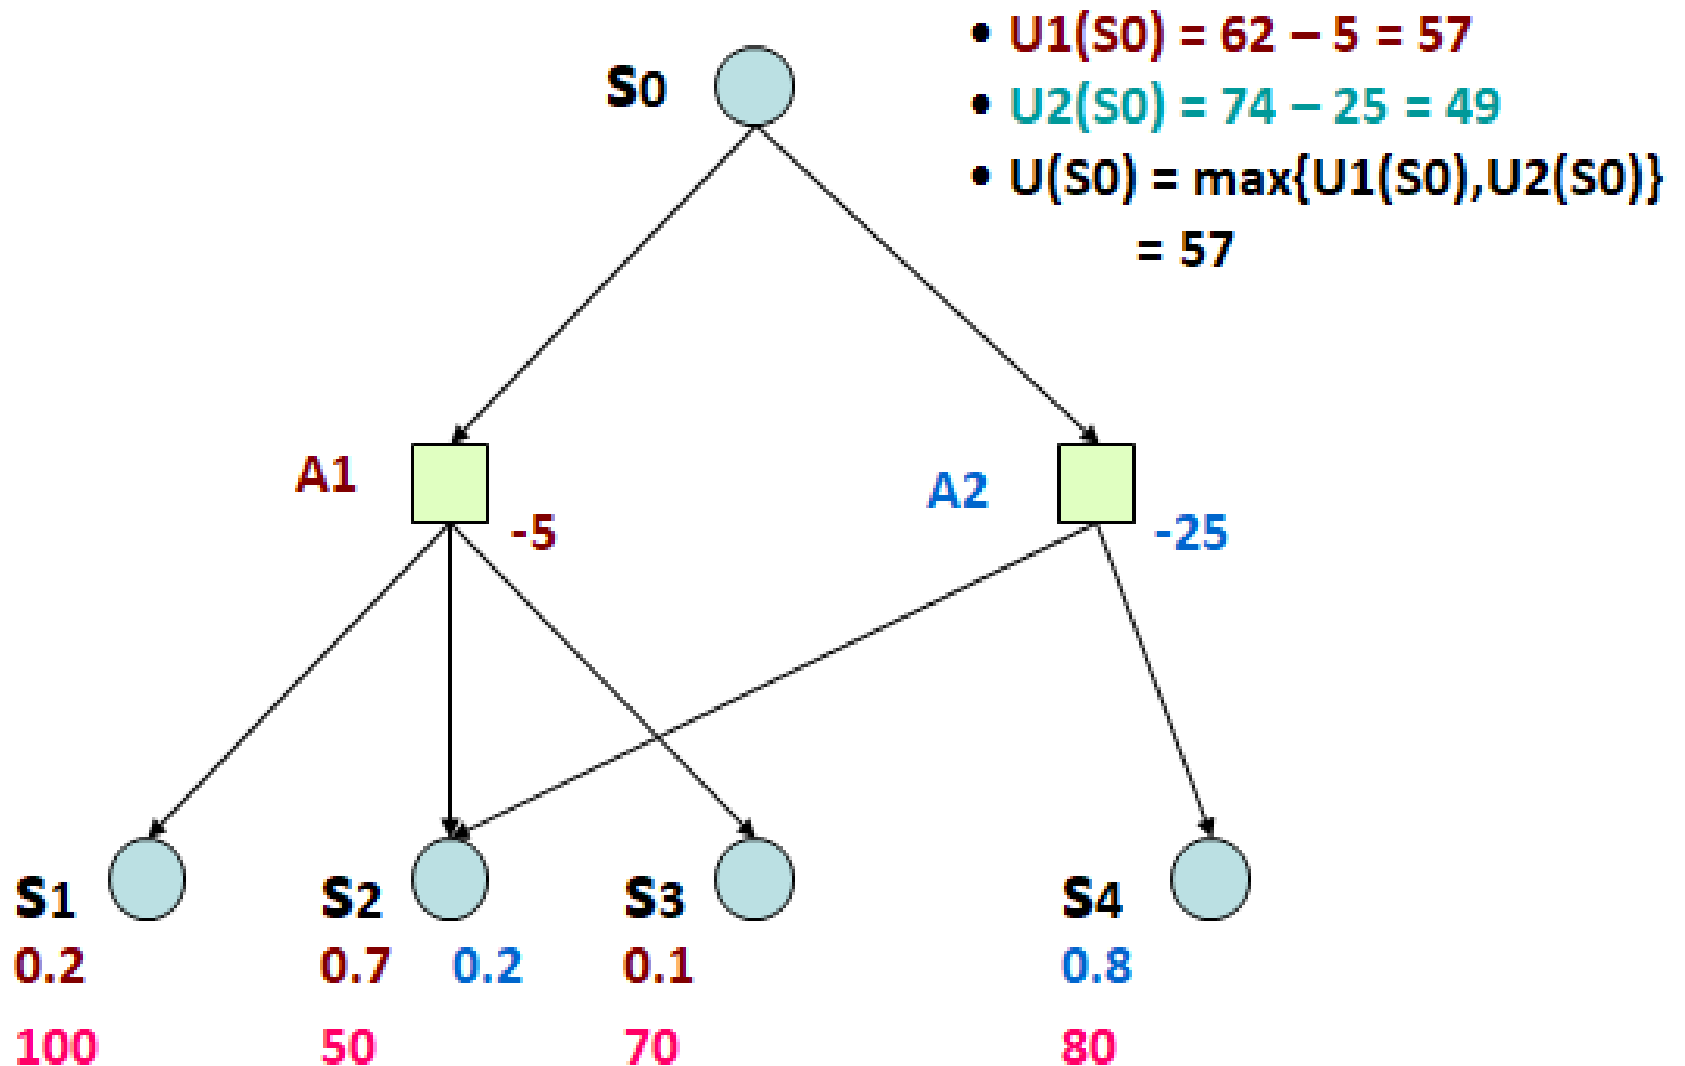 • U1(S0) = 62 – 5 = 57
S0
• U2(S0) = 74 – 25 = 49
• U(S0) = max{U1(S0),U2(S0)}
= 57
A1
A2
-5
-25
S1
S2
S3
S4
0.2
0.7
0.2
0.1
0.8
100
50
70
80